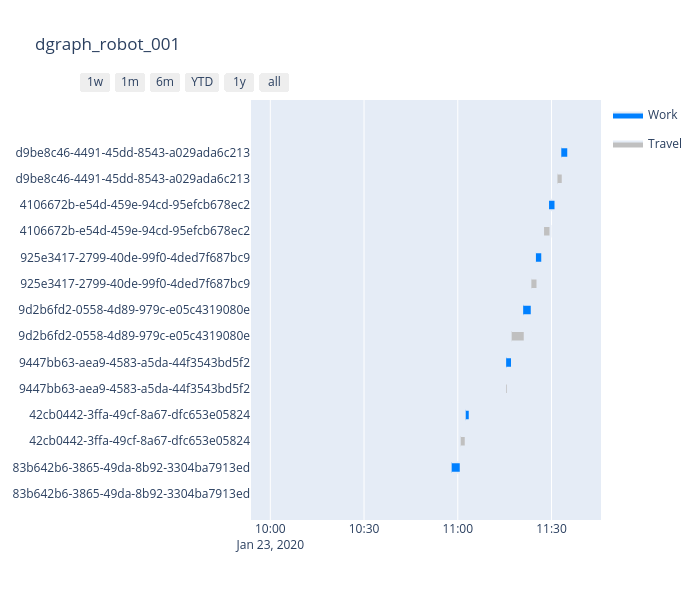 dgraph_robot_001
1w 1m 6m YTD 1y all
Work
Travel
d9be8c46-4491-45dd-8543-a029ada6c213
d9be8c46-4491-45dd-8543-a029ada6c213
4106672b-e54d-459e-94cd-95efcb678ec2
4106672b-e54d-459e-94cd-95efcb678ec2
925e3417-2799-40de-99f0-4ded7f687bc9
925e3417-2799-40de-99f0-4ded7f687bc9
9d2b6fd2-0558-4d89-979c-e05c4319080e
9d2b6fd2-0558-4d89-979c-e05c4319080e
9447bb63-aea9-4583-a5da-44f3543bd5f2
9447bb63-aea9-4583-a5da-44f3543bd5f2
42cb0442-3ffa-49cf-8a67-dfc653e05824
42cb0442-3ffa-49cf-8a67-dfc653e05824
83b642b6-3865-49da-8b92-3304ba7913ed
83b642b6-3865-49da-8b92-3304ba7913ed
10:00 10:30 11:00 11:30
Jan 23, 2020